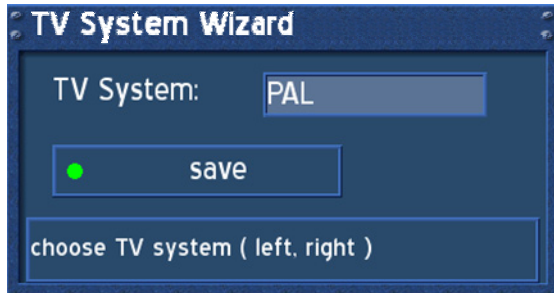 TV System Wizard
TV System: PAL
save
choose TV system ( left, right )